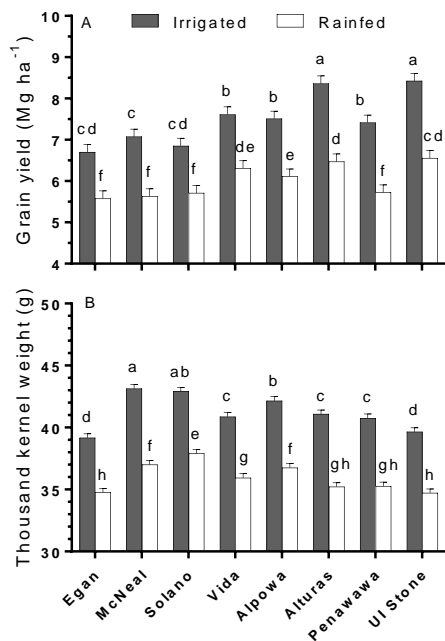 A Irrigated Rainfed
Grain yield (Mg ha⁻¹)
10
9
8
7
6
5
4
cd f c f cd f b de b e a d b f a cd
B
Thousand kernel weight (g)
50
45
40
35
30
d h a f ab e c g b f c gh c gh d h
Egan McNeal Solano Vida Alpowa Alturas Penawawa UI Stone